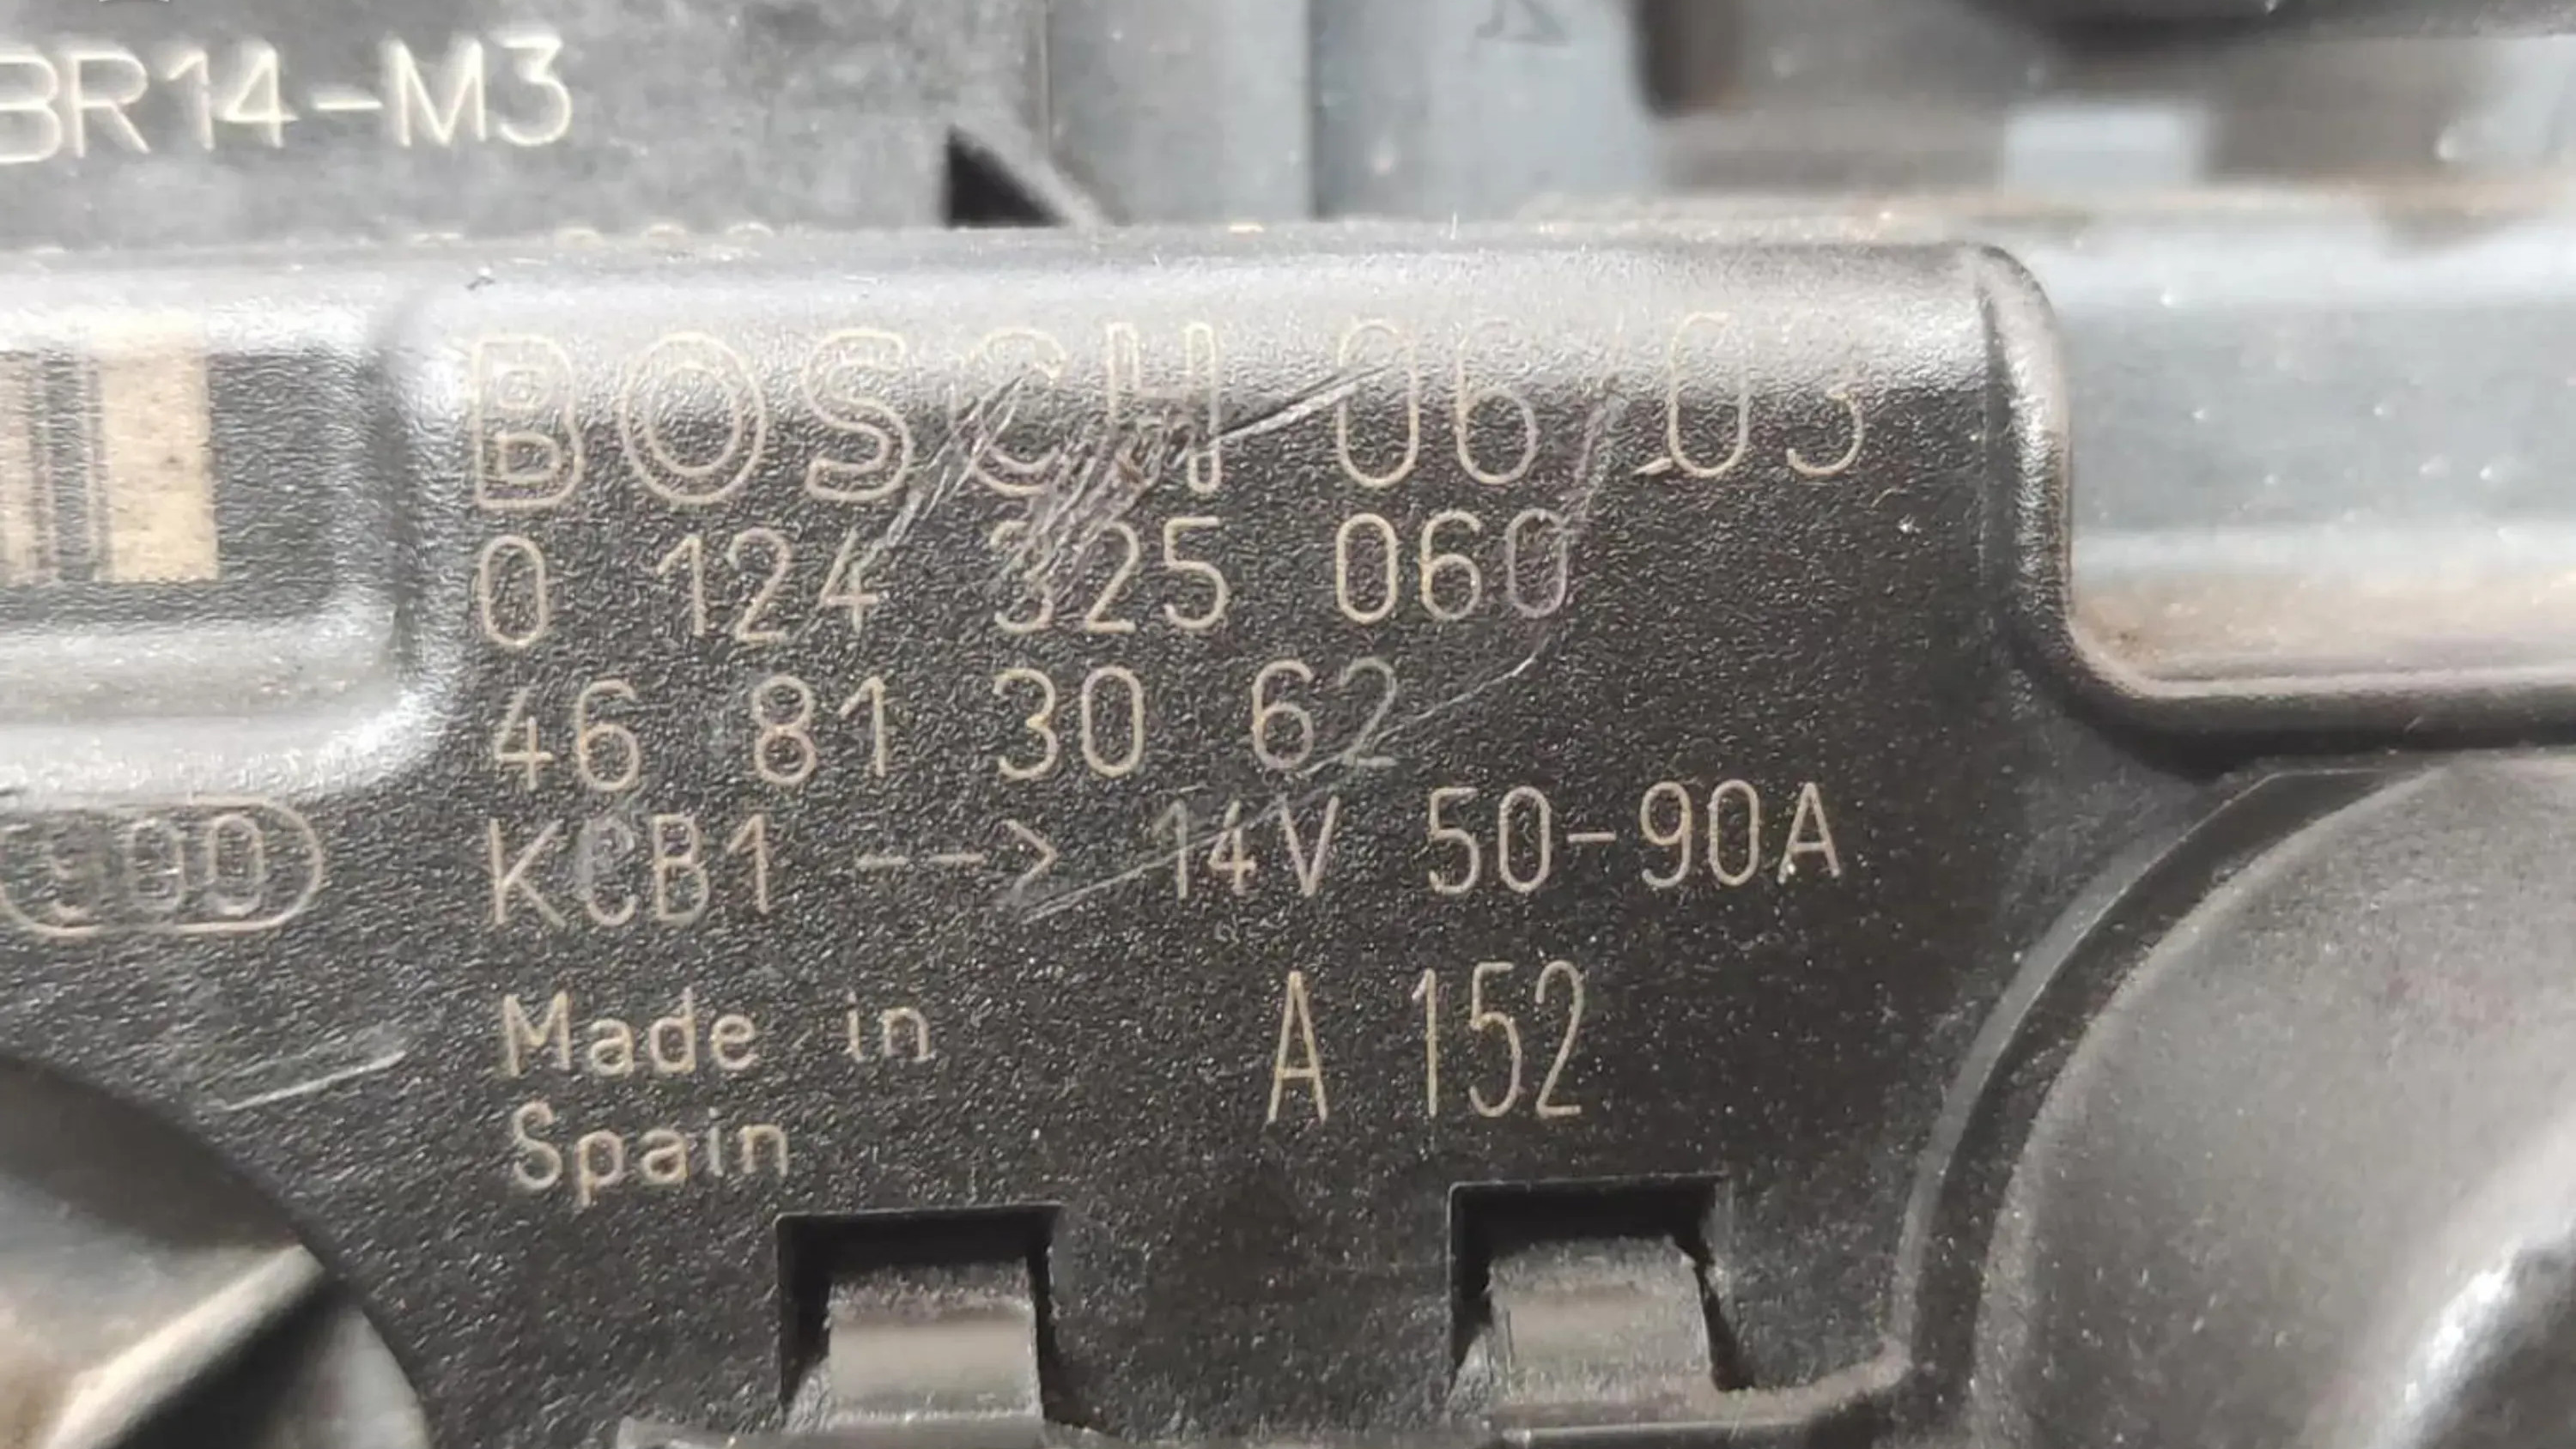 BR14-M3
BOSCH 06/03
0 124 325 060
46 81 30 62
KCB1 --> 14V 50-90A
Made in
Spain
A 152